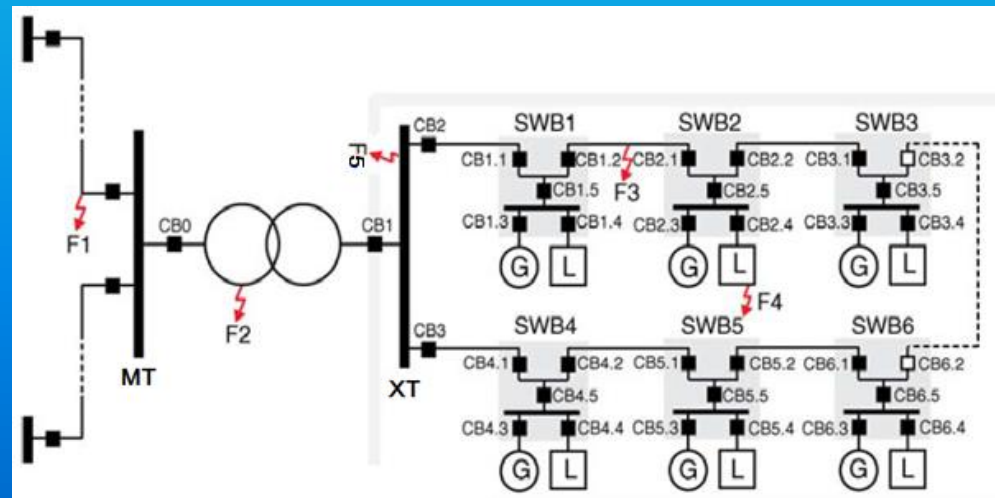 CB2
SWB1
SWB2
SWB3
F5
CB1.1
CB1.2
CB2.1
CB2.2
CB3.1
CB3.2
F3
CB1.5
CB2.5
CB3.5
CB1.3
CB1.4
CB2.3
CB2.4
CB3.3
CB3.4
F1
CB0
CB1
G
L
G
L
G
L
F4
F2
SWB4
SWB5
SWB6
CB3
MT
XT
CB4.1
CB4.2
CB5.1
CB5.2
CB6.1
CB6.2
CB4.5
CB5.5
CB6.5
CB4.3
CB4.4
CB5.3
CB5.4
CB6.3
CB6.4
G
L
G
L
G
L